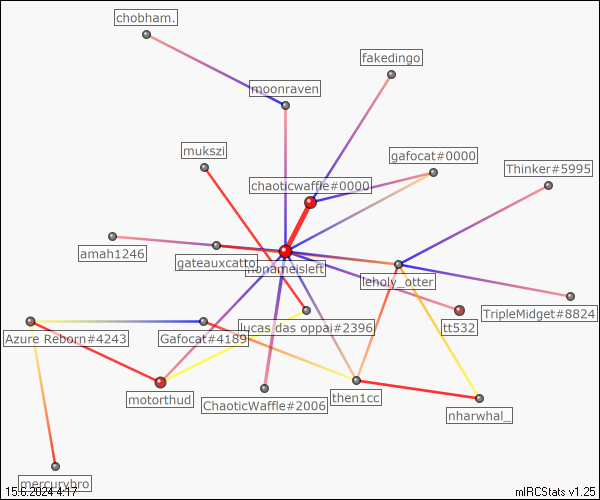 chobham.
fakedingo
moonraven
mukszi
gafocat#0000
Thinker#5995
chaoticwaffle#0000
amah1246
gateauxcatto
nonameisleft
leholy_otter
TripleMidget#8824
lucas das oppai#2396
tt532
Azure Reborn#4243
Gafocat#4189
motorthud
ChaoticWaffle#2006
then1cc
nharwhal_
mercurybro
15.6.2024 4:17
mIRCStats v1.25